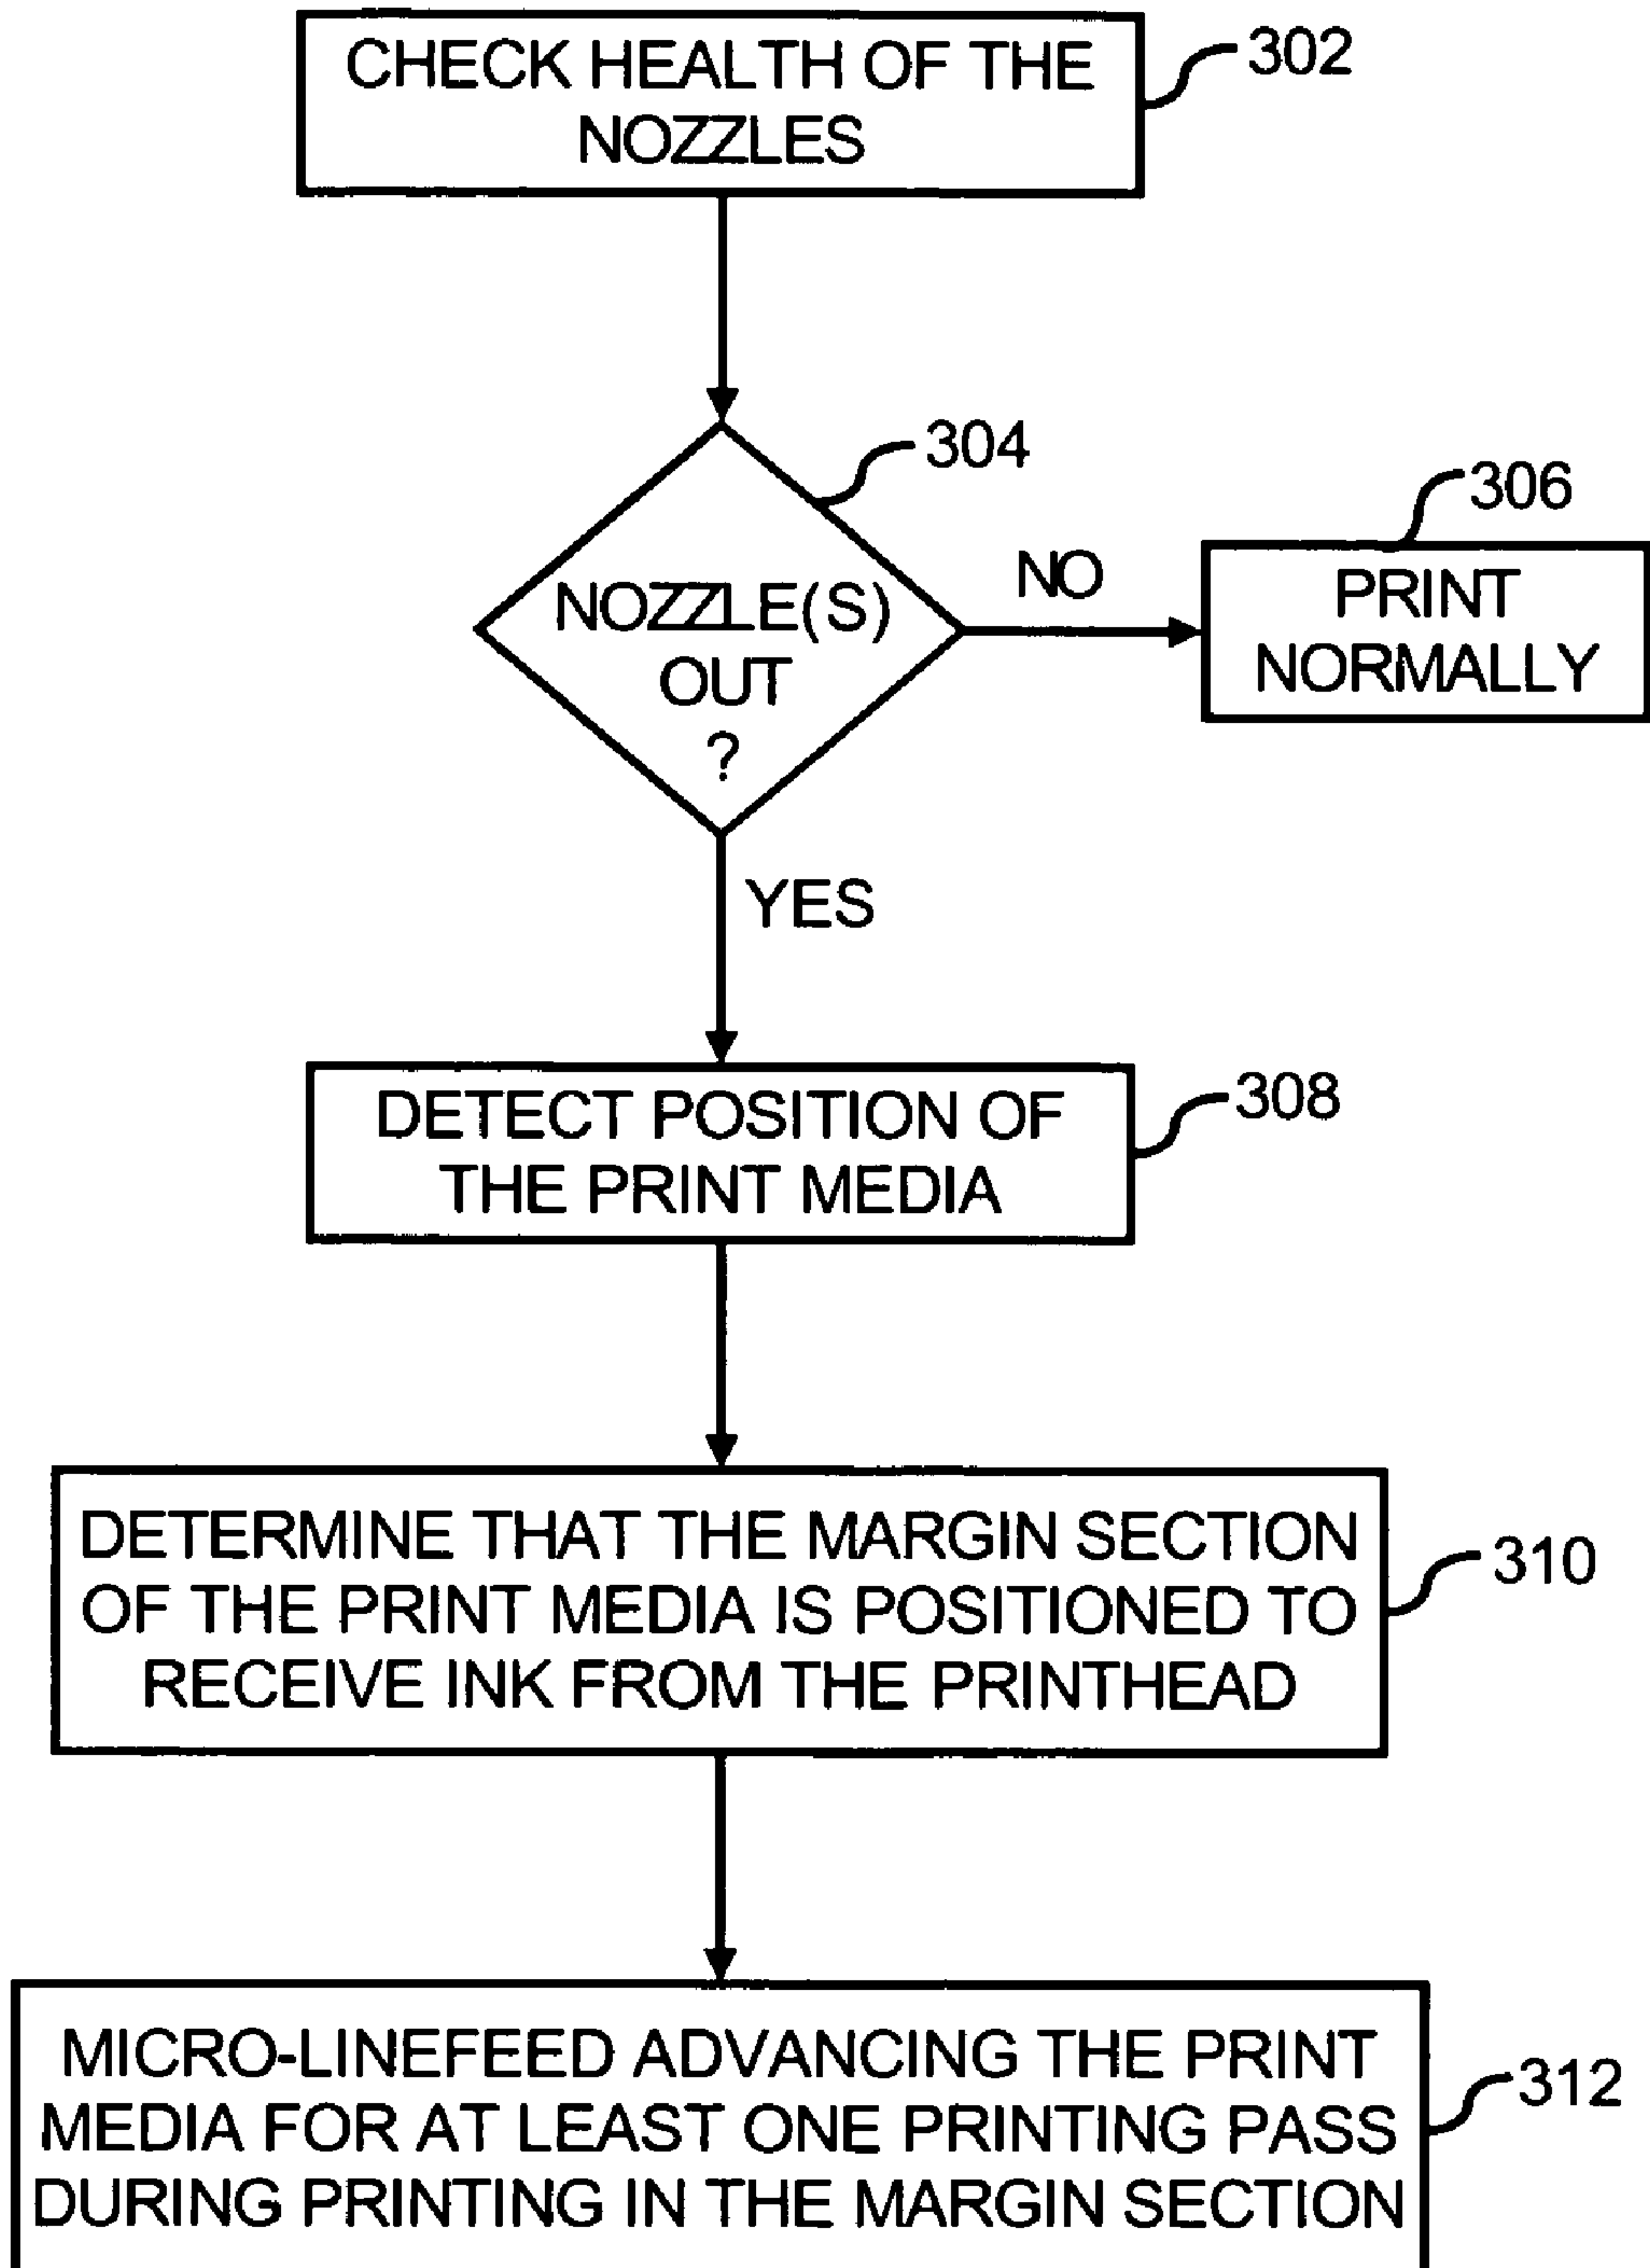 CHECK HEALTH OF THE
NOZZLES
302
304
NOZZLE(S)
OUT
?
NO
306
PRINT
NORMALLY
YES
DETECT POSITION OF
THE PRINT MEDIA
308
DETERMINE THAT THE MARGIN SECTION
OF THE PRINT MEDIA IS POSITIONED TO
RECEIVE INK FROM THE PRINTHEAD
310
MICRO-LINEFEED ADVANCING THE PRINT
MEDIA FOR AT LEAST ONE PRINTING PASS
DURING PRINTING IN THE MARGIN SECTION
312